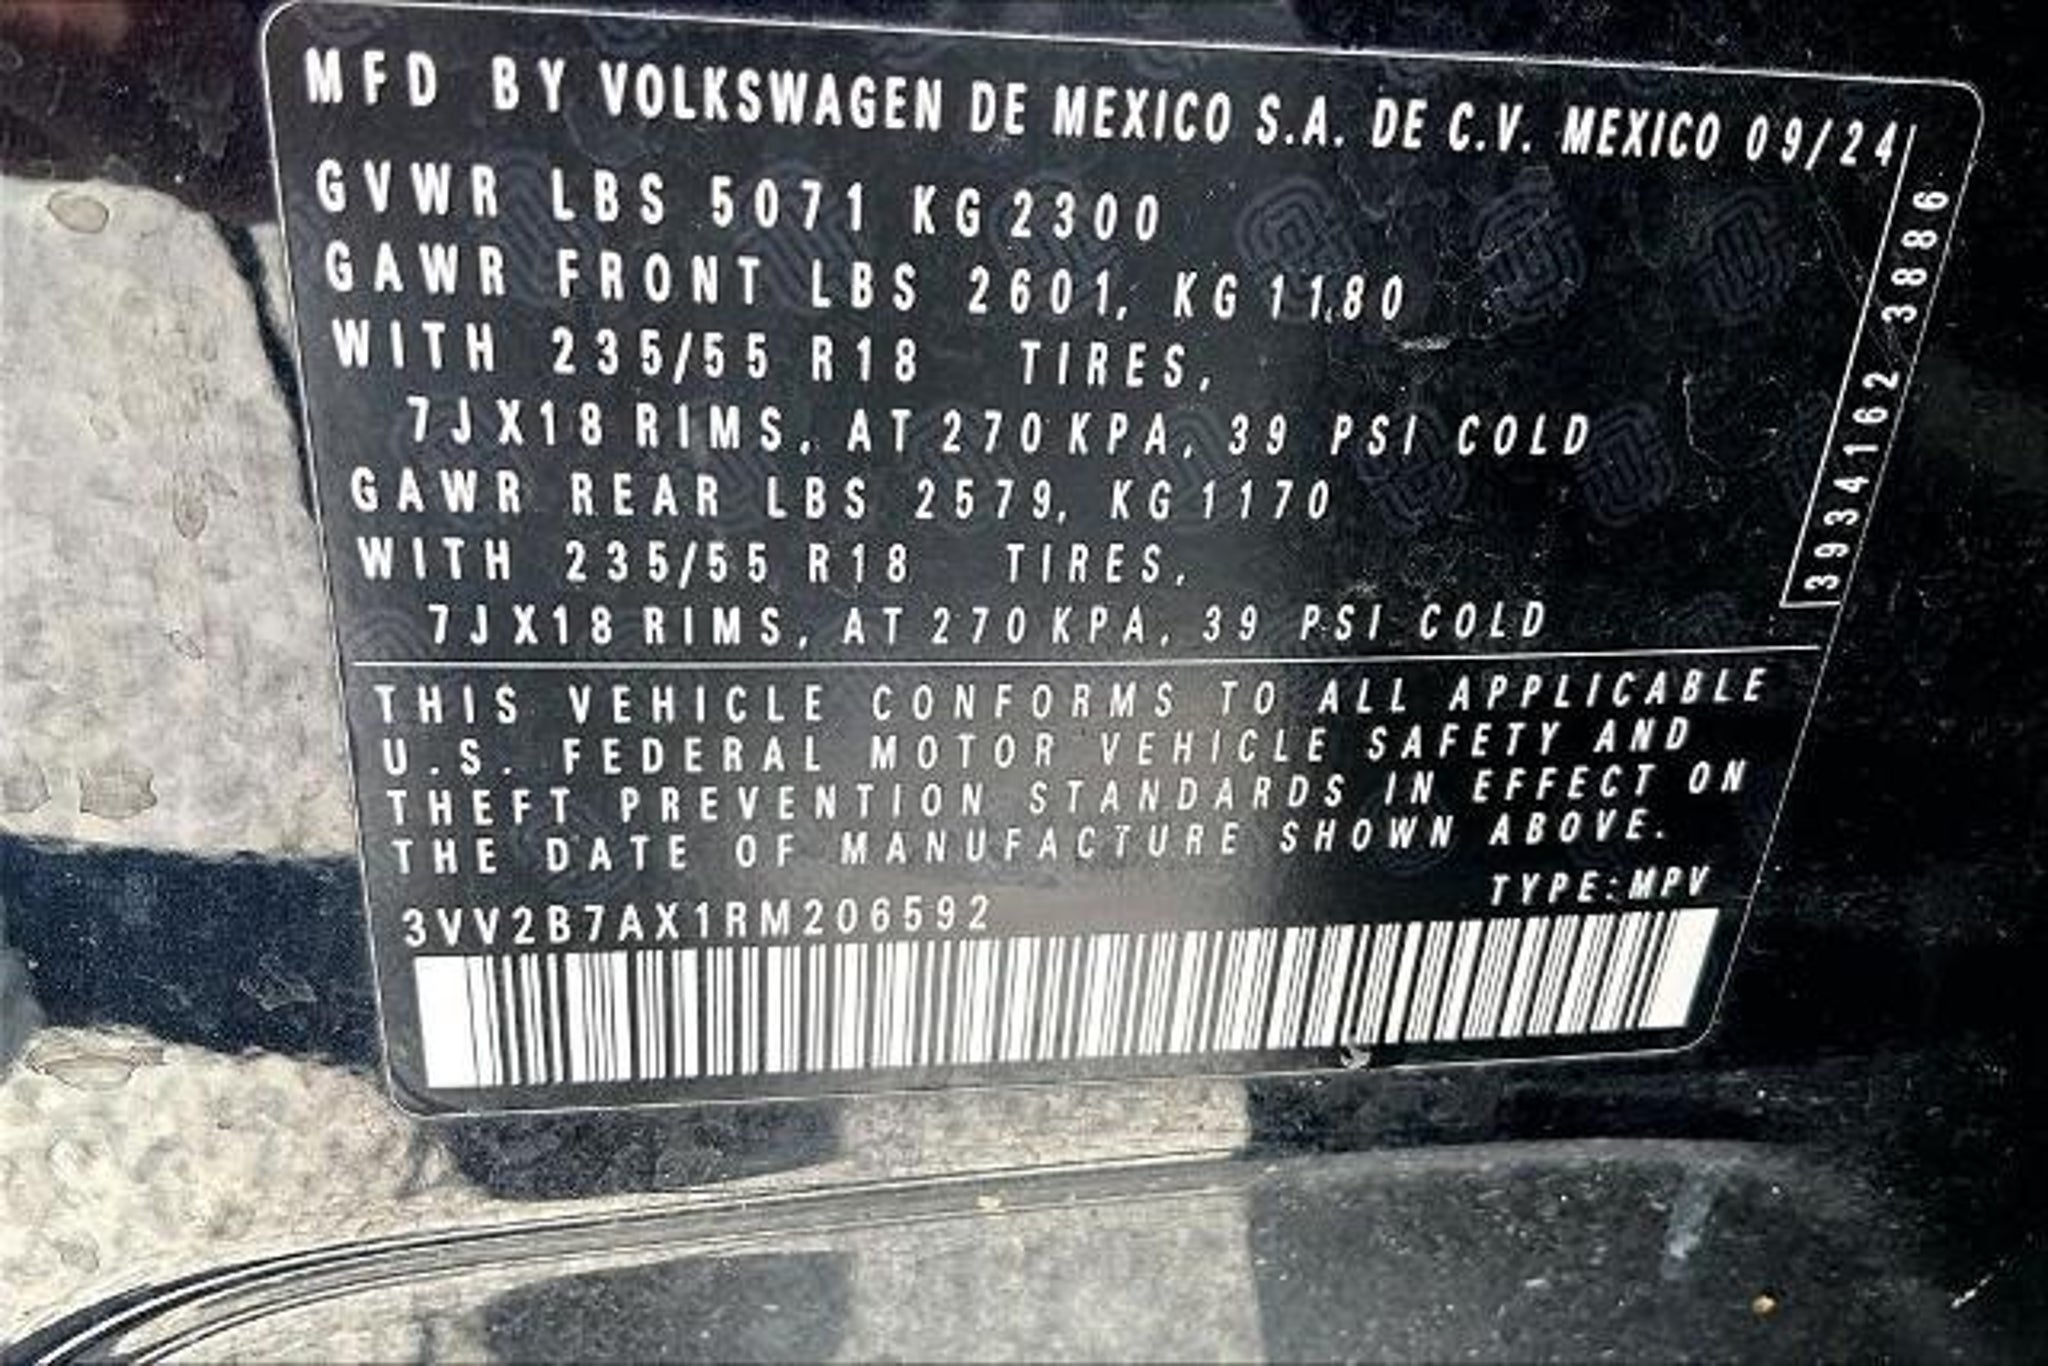 MFD BY VOLKSWAGEN DE MEXICO S.A. DE C.V. MEXICO 09/24
GVWR LBS 5071 KG 2300
GAWR FRONT LBS 2601, KG 1180
WITH 235/55 R18 TIRES,
7JX18 RIMS, AT 270 KPA, 39 PSI COLD
GAWR REAR LBS 2579, KG 1170
WITH 235/55 R18 TIRES,
7JX18 RIMS, AT 270 KPA, 39 PSI COLD
3934162 3886
THIS VEHICLE CONFORMS TO ALL APPLICABLE
U.S. FEDERAL MOTOR VEHICLE SAFETY AND
THEFT PREVENTION STANDARDS IN EFFECT ON
THE DATE OF MANUFACTURE SHOWN ABOVE.
TYPE:MPV
3VV2B7AX1RM206592